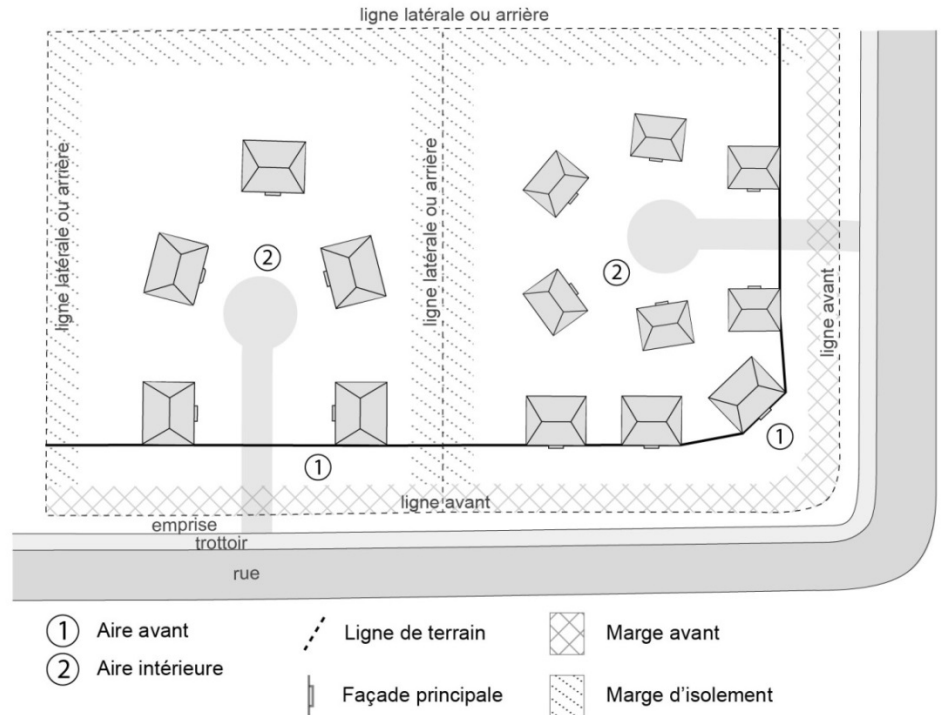 ligne latérale ou arrière
ligne latérale ou arrière
ligne latérale ou arrière
ligne avant
2
2
1
1
ligne avant
emprise
trottoir
rue
1 Aire avant
2 Aire intérieure
Ligne de terrain
Façade principale
Marge avant
Marge d'isolement